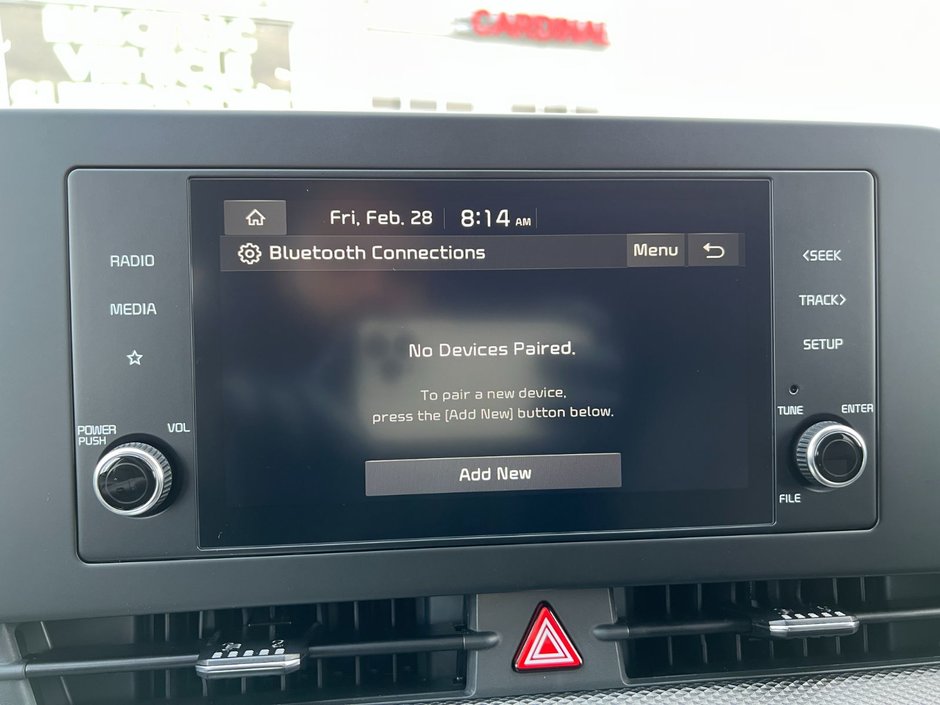 VEHICLE
CARDINAL
Fri, Feb. 28 8:14 AM
Bluetooth Connections Menu
RADIO
MEDIA
POWER
PUSH
VOL
No Devices Paired.
To pair a new device,
press the [Add New] button below.
Add New
<SEEK
TRACK>
SETUP
TUNE
ENTER
FILE